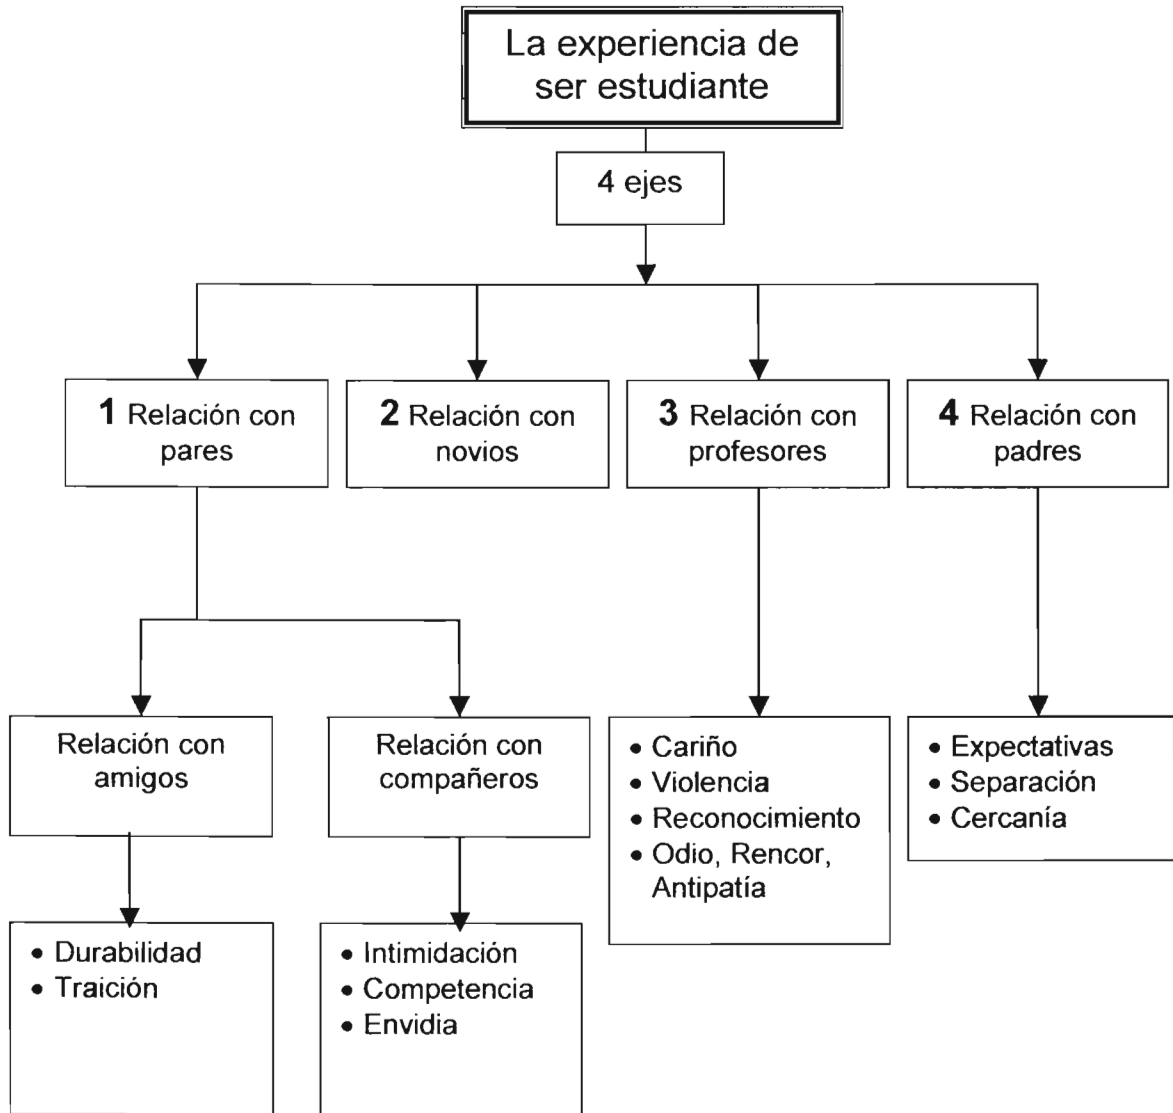 La experiencia de
ser estudiante
4 ejes
1 Relación con
pares
2 Relación con
novios
3 Relación con
profesores
4 Relación con
padres
Relación con
amigos
Relación con
compañeros
• Cariño
• Violencia
• Reconocimiento
• Odio, Rencor,
Antipatía
• Expectativas
• Separación
• Cercanía
• Durabilidad
• Traición
• Intimidación
• Competencia
• Envidia